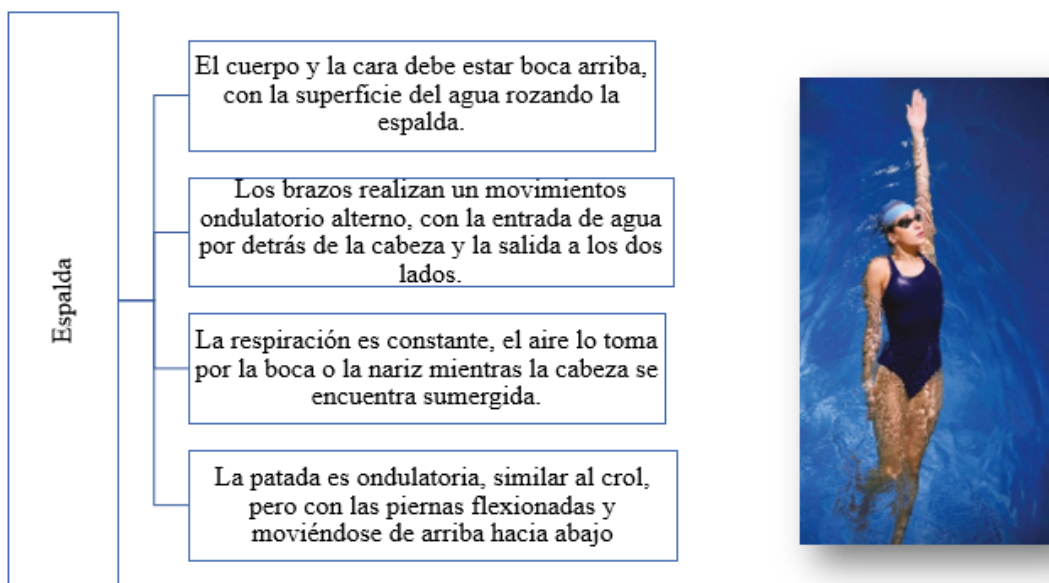 Espalda
El cuerpo y la cara debe estar boca arriba,
con la superficie del agua rozando la
espalda.
Los brazos realizan un movimientos
ondulatorio alterno, con la entrada de agua
por detrás de la cabeza y la salida a los dos
lados.
La respiración es constante, el aire lo toma
por la boca o la nariz mientras la cabeza se
encuentra sumergida.
La patada es ondulatoria, similar al crol,
pero con las piernas flexionadas y
moviéndose de arriba hacia abajo